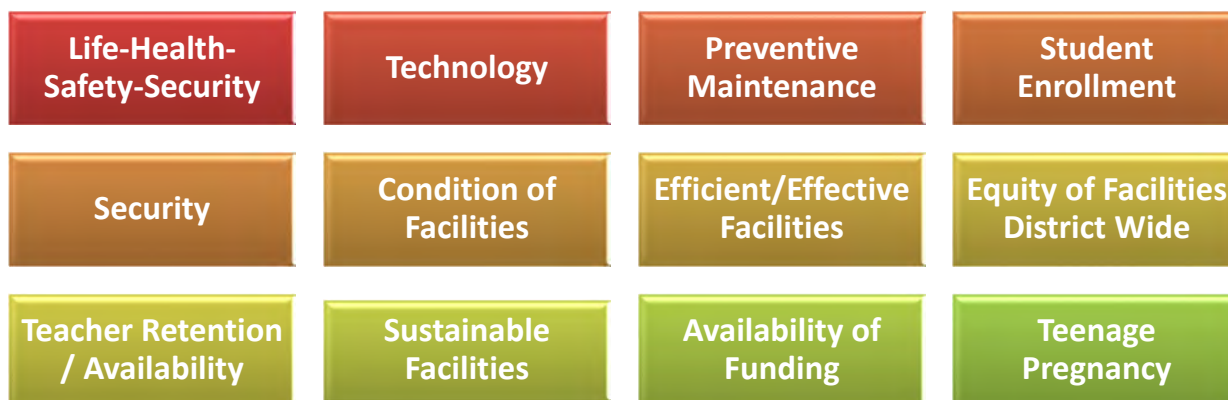 Life-Health-
Safety-Security
Technology
Preventive
Maintenance
Student
Enrollment
Security
Condition of
Facilities
Efficient/Effective
Facilities
Equity of Facilities
District Wide
Teacher Retention
/ Availability
Sustainable
Facilities
Availability of
Funding
Teenage
Pregnancy